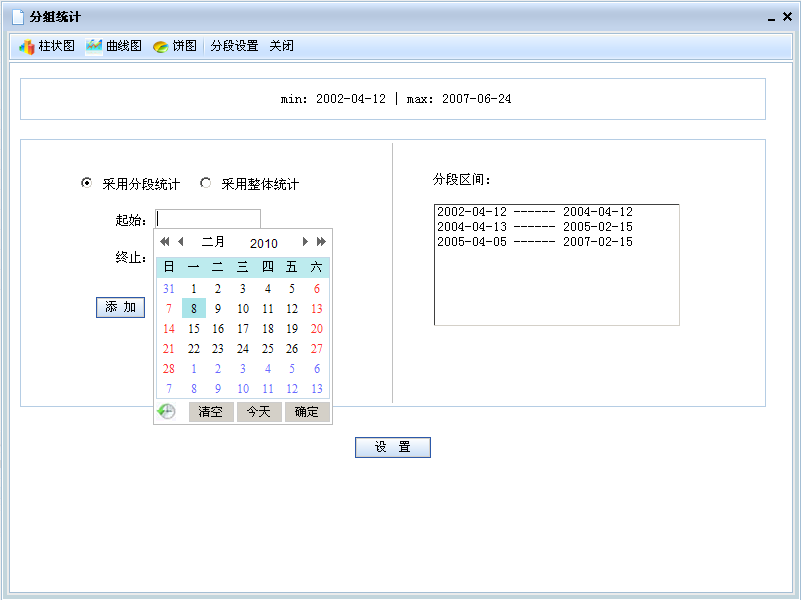 分组统计
柱状图 曲线图 饼图 分段设置 关闭
min: 2002-04-12 | max: 2007-06-24
采用分段统计 采用整体统计
起始:
终止:
添 加
二月 2010
日 一 二 三 四 五 六
31 1 2 3 4 5 6
7 8 9 10 11 12 13
14 15 16 17 18 19 20
21 22 23 24 25 26 27
28 1 2 3 4 5 6
7 8 9 10 11 12 13
清空 今天 确定
分段区间:
2002-04-12 ------ 2004-04-12
2004-04-13 ------ 2005-02-15
2005-04-05 ------ 2007-02-15
设 置